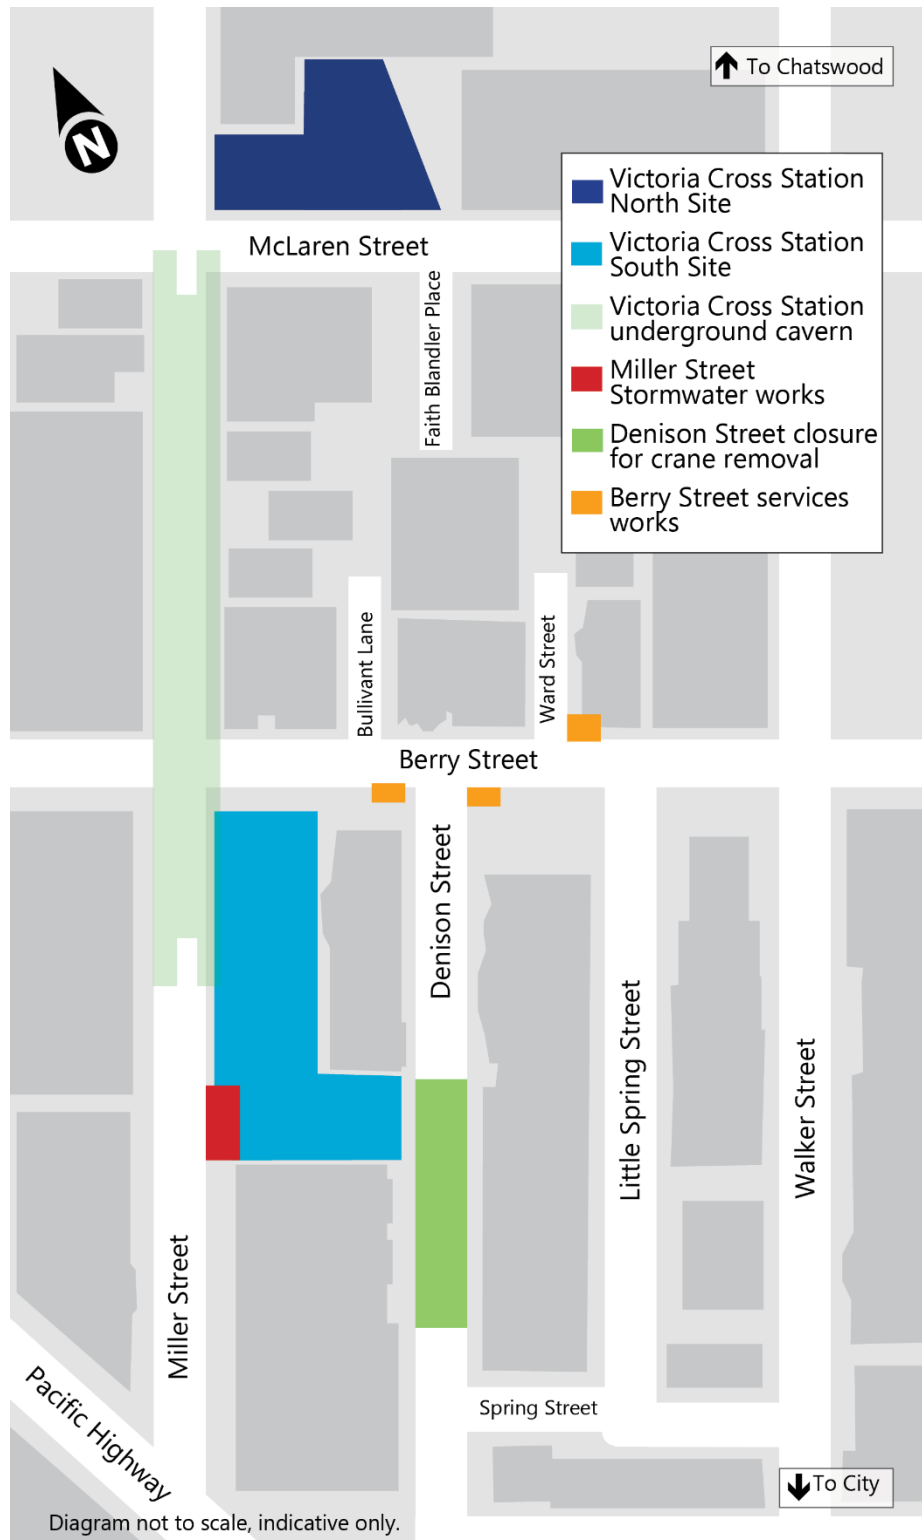 N
To Chatswood
Victoria Cross Station
North Site
Victoria Cross Station
South Site
Victoria Cross Station
underground cavern
Miller Street
Stormwater works
Denison Street closure
for crane removal
Berry Street services
works
McLaren Street
Faith Blandler Place
Bullivant Lane
Ward Street
Berry Street
Denison Street
Little Spring Street
Walker Street
Miller Street
Pacific Highway
Spring Street
To City
Diagram not to scale, indicative only.